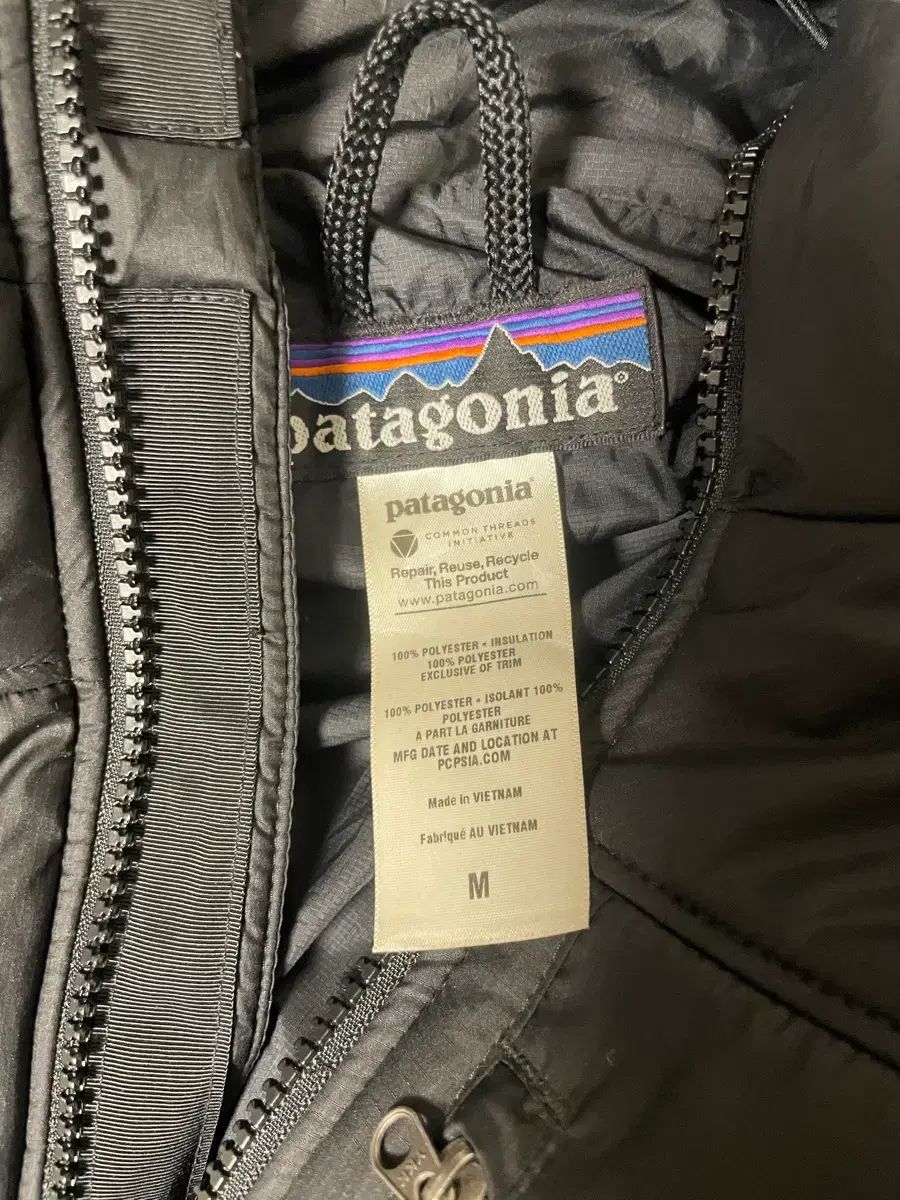 patagonia®
patagonia®
COMMON THREADS
INITIATIVE
Repair, Reuse, Recycle
This Product
www.patagonia.com
100% POLYESTER • INSULATION
100% POLYESTER
EXCLUSIVE OF TRIM
100% POLYESTER • ISOLANT 100%
POLYESTER
A PART LA GARNITURE
MFG DATE AND LOCATION AT
PCPSIA.COM
Made in VIETNAM
Fabriqué AU VIETNAM
M
YKK